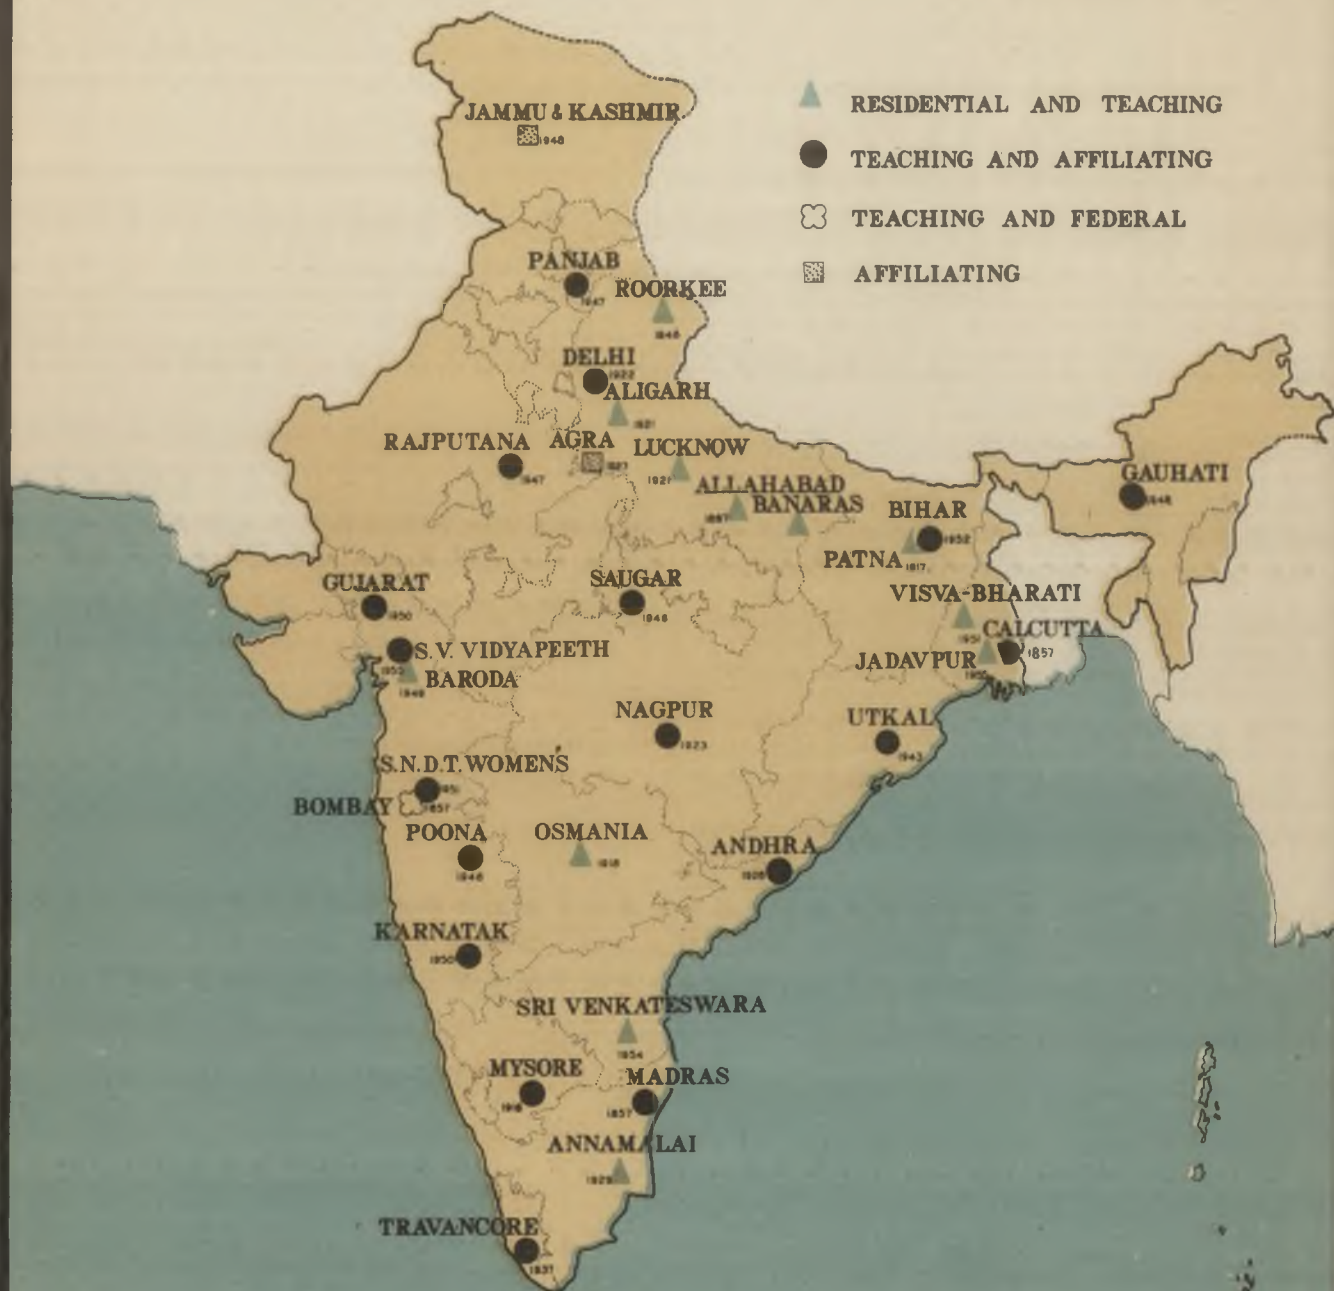 JAMMU & KASHMIR
1948
RESIDENTIAL AND TEACHING
TEACHING AND AFFILIATING
TEACHING AND FEDERAL
AFFILIATING
PANJAB
1947
ROORKEE
1948
DELHI
1922
ALIGARH
1921
RAJPUTANA
1947
AGRA
1927
LUCKNOW
1921
ALLAHABAD
1887
BANARAS
BIHAR
1952
PATNA
1917
GAUHATI
1948
GUJARAT
1950
SAUGAR
1946
VISVA-BHARATI
1951
CALCUTTA
1857
JADAVPUR
1955
S.V. VIDYAPEETH
1955
BARODA
1949
NAGPUR
1923
UTKAL
1943
S.N.D.T. WOMEN'S
1951
BOMBAY
1857
POONA
1948
OSMANIA
1918
ANDHRA
1926
KARNATAK
1950
SRI VENKATESWARA
1954
MYSORE
1916
MADRAS
1857
ANNAMALAI
1929
TRAVANCORE
1937